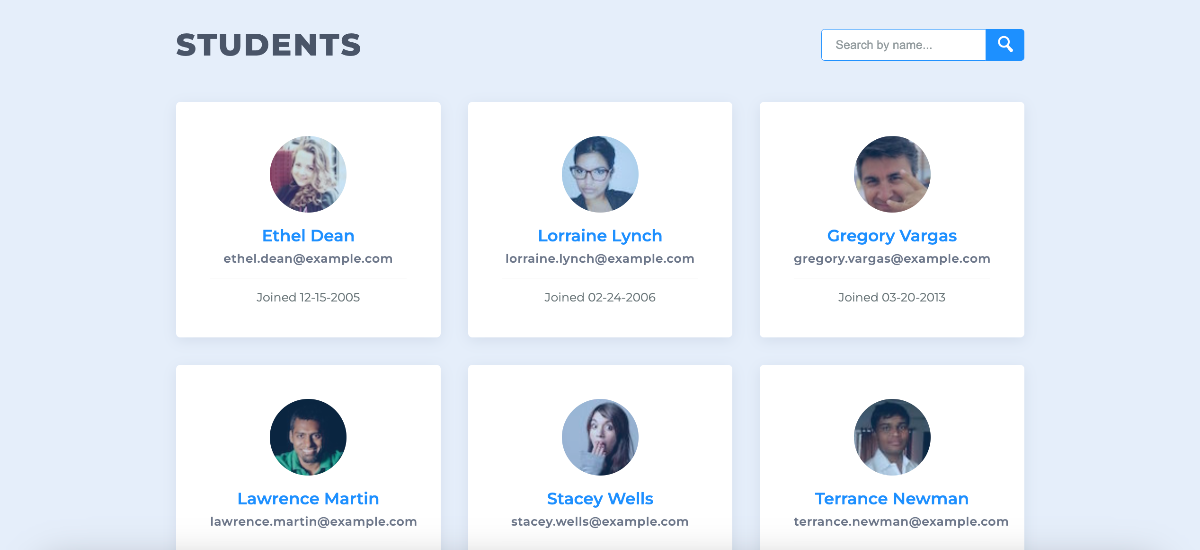 STUDENTS
Search by name...
Ethel Dean
ethel.dean@example.com
Joined 12-15-2005
Lorraine Lynch
lorraine.lynch@example.com
Joined 02-24-2006
Gregory Vargas
gregory.vargas@example.com
Joined 03-20-2013
Lawrence Martin
lawrence.martin@example.com
Stacey Wells
stacey.wells@example.com
Terrance Newman
terrance.newman@example.com